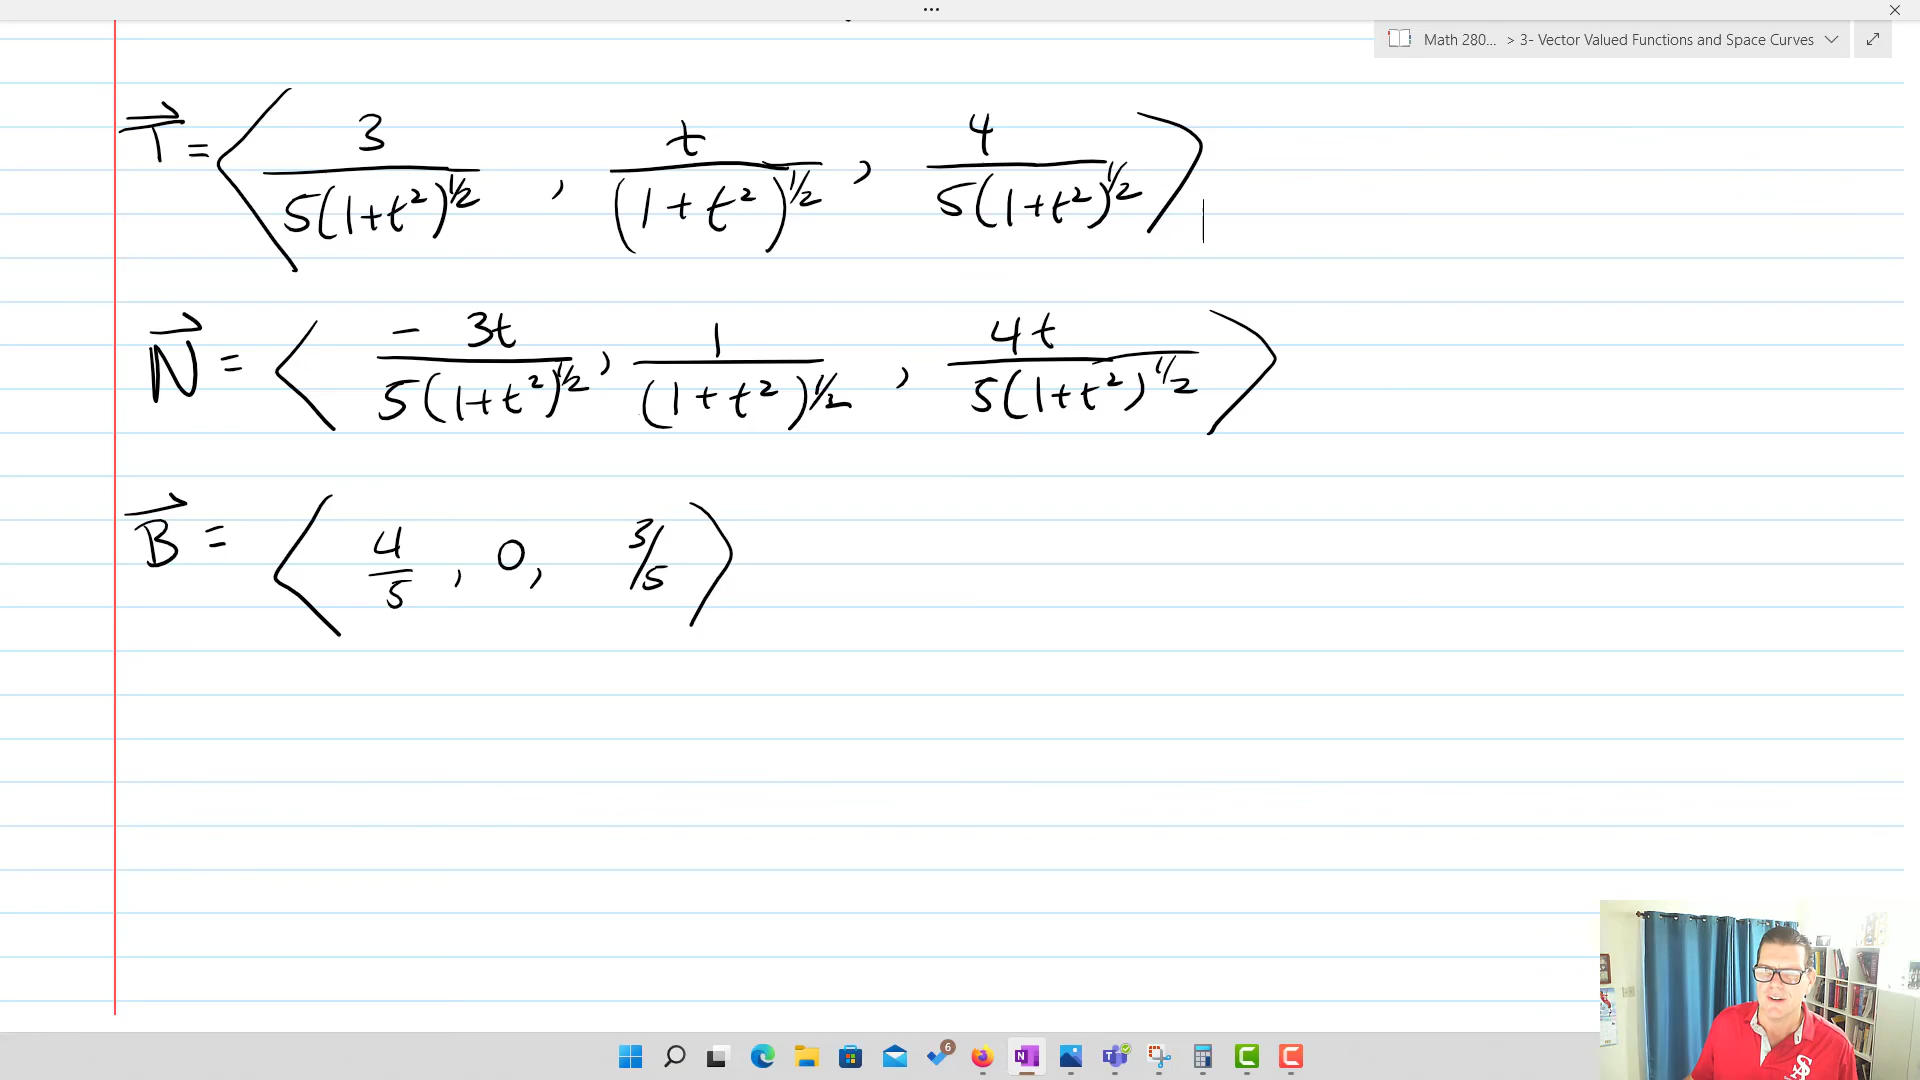 Math 280... > 3- Vector Valued Functions and Space Curves
T = ⟨ 3/5(1+t²)^1/2 , t/(1+t²)^1/2 , 4/5(1+t²)^1/2 ⟩
N = ⟨ -3t/5(1+t²)^1/2 , 1/(1+t²)^1/2 , 4t/5(1+t²)^1/2 ⟩
B = ⟨ 4/5 , 0, 3/5 ⟩
6